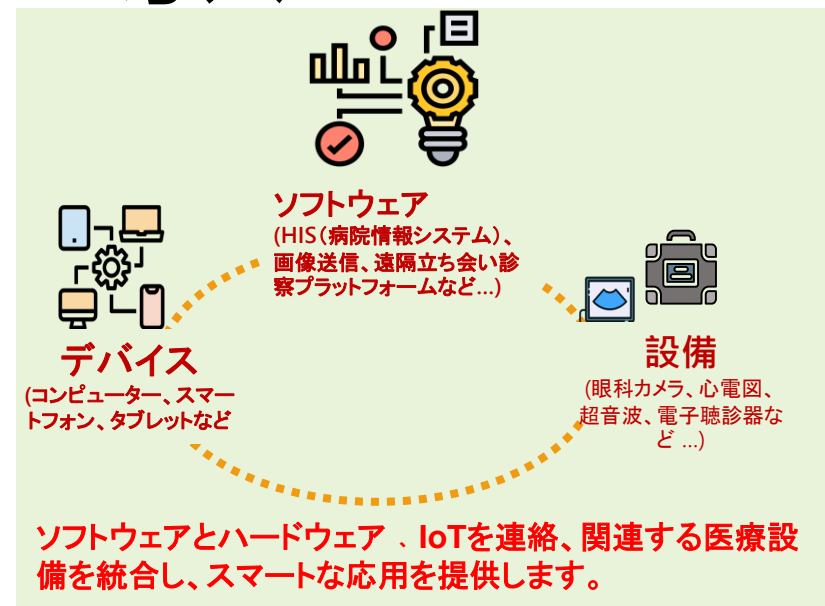 ソフトウェア
(HIS（病院情報システム）、
画像送信、遠隔立ち会い診
察プラットフォームなど...)
デバイス
(コンピューター、スマー
トフォン、タブレットなど
設備
(眼科カメラ、心電図、
超音波、電子聴診器な
ど ...)
ソフトウェアとハードウェア 、IoTを連絡、関連する医療設
備を統合し、スマートな応用を提供します。